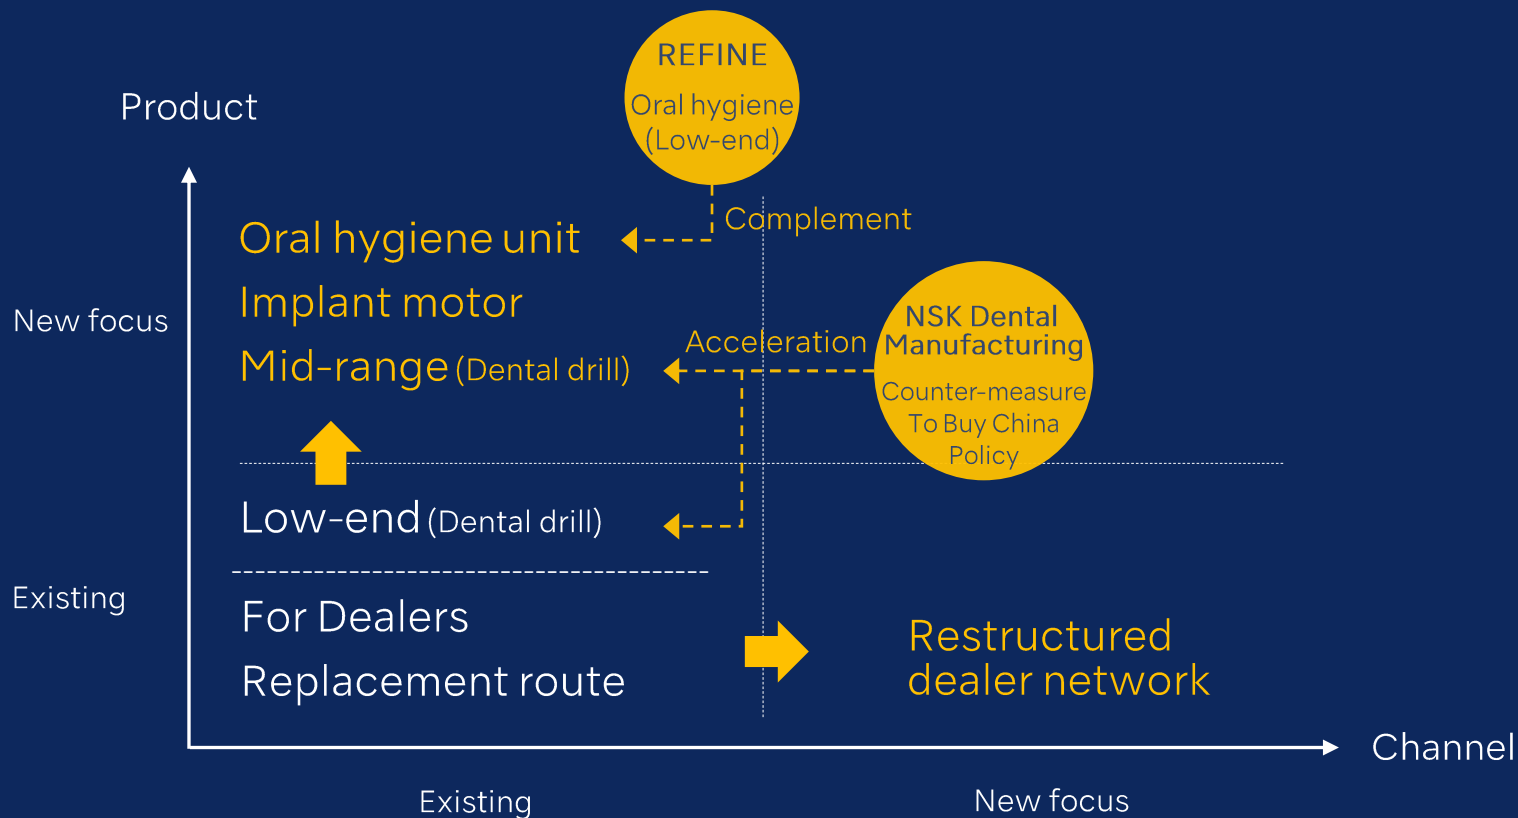 REFINE
Oral hygiene
(Low-end)
Product
Complement
Oral hygiene unit
Implant motor
New focus
Acceleration
Mid-range (Dental drill)
NSK Dental
Manufacturing
Counter-measure
To Buy China
Policy
Low-end (Dental drill)
Existing
For Dealers
Replacement route
Restructured
dealer network
Channel
Existing
New focus